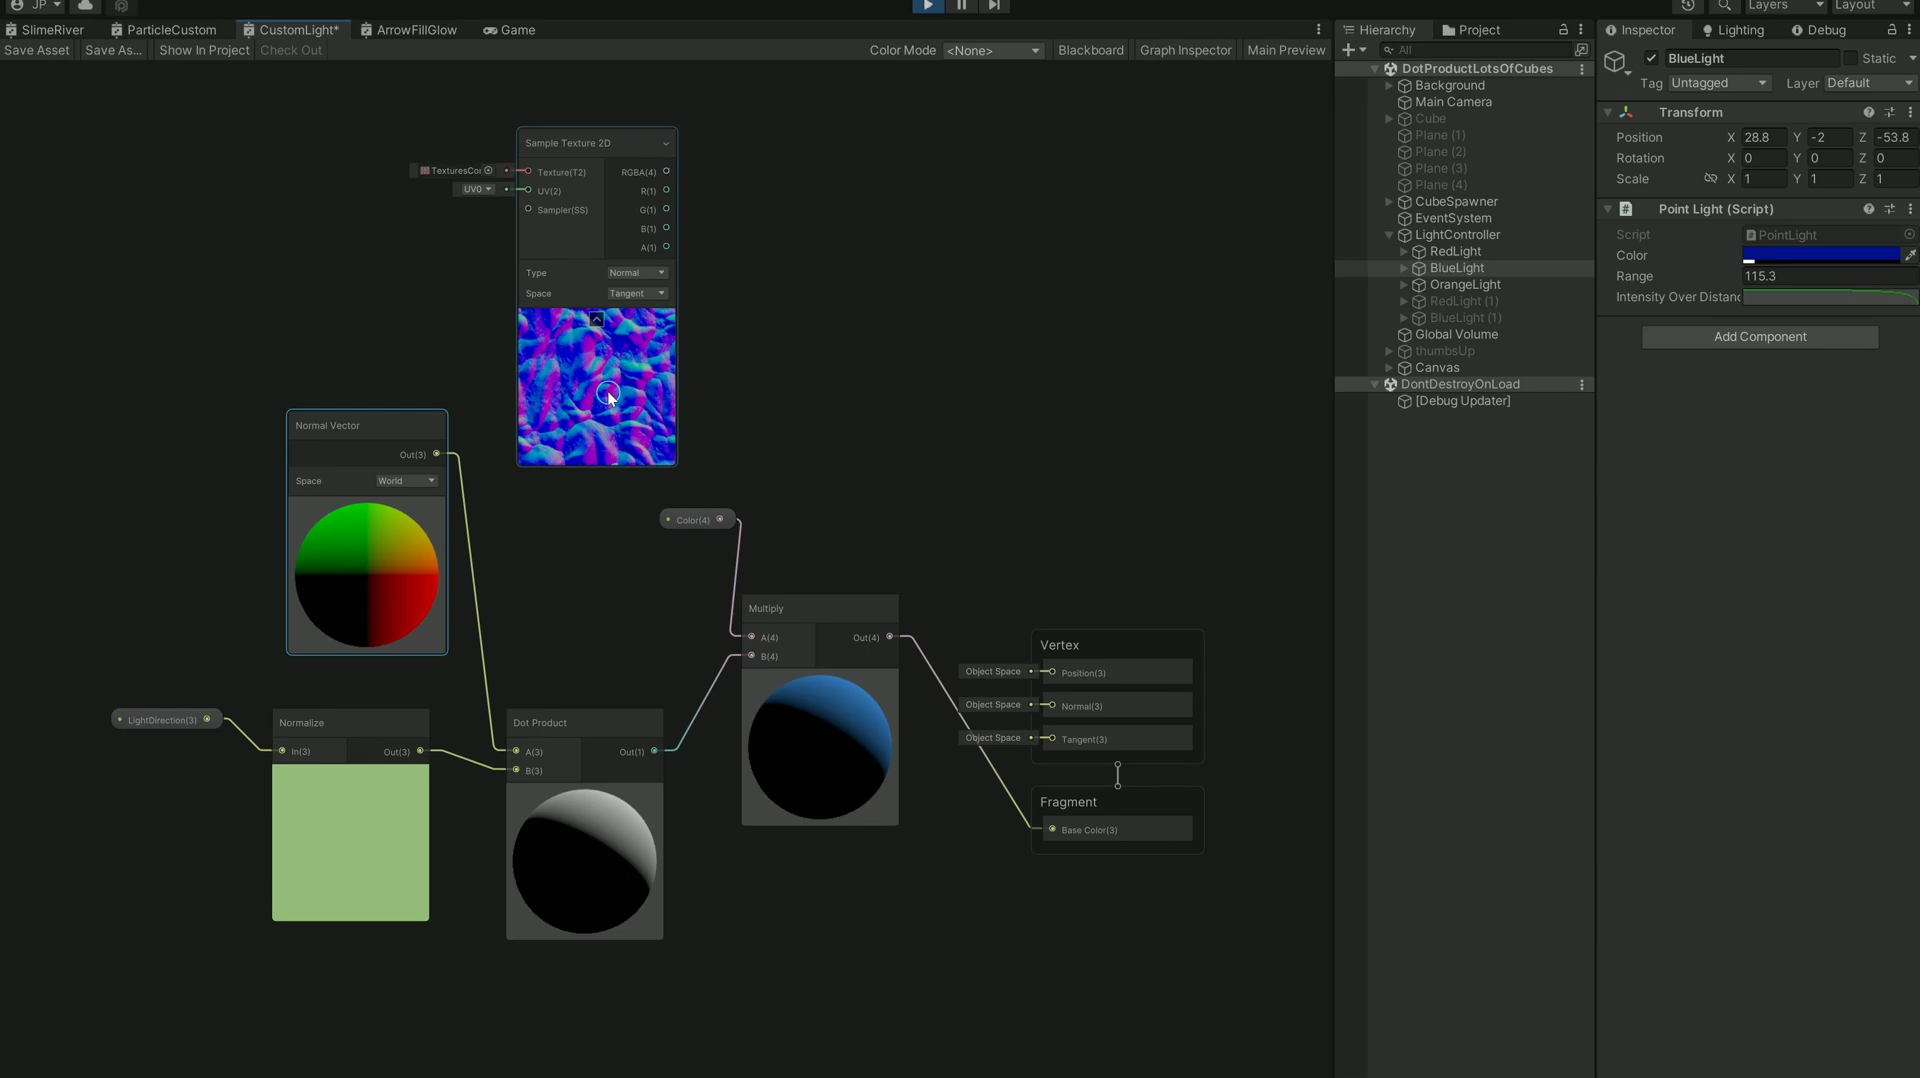 JP
Layers
Layout
SlimeRiver
ParticleCustom
CustomLight*
ArrowFillGlow
Game
Save Asset
Save As...
Show In Project
Check Out
Color Mode
<None>
Blackboard
Graph Inspector
Main Preview
Sample Texture 2D
TexturesCor
Texture(T2)
RGBA(4)
UV0
UV(2)
R(1)
Sampler(SS)
G(1)
B(1)
A(1)
Type
Normal
Space
Tangent
Normal Vector
Out(3)
Space
World
Color(4)
Multiply
A(4)
Out(4)
B(4)
LightDirection(3)
Normalize
In(3)
Out(3)
Dot Product
A(3)
Out(1)
B(3)
Vertex
Object Space
Position(3)
Object Space
Normal(3)
Object Space
Tangent(3)
Fragment
Base Color(3)
Hierarchy
Project
All
DotProductLotsOfCubes
Background
Main Camera
Cube
Plane (1)
Plane (2)
Plane (3)
Plane (4)
CubeSpawner
EventSystem
LightController
RedLight
BlueLight
OrangeLight
RedLight (1)
BlueLight (1)
Global Volume
thumbsUp
Canvas
DontDestroyOnLoad
[Debug Updater]
Inspector
Lighting
Debug
BlueLight
Static
Tag Untagged
Layer Default
Transform
Position X 28.8 Y -2 Z -53.8
Rotation X 0 Y 0 Z 0
Scale X 1 Y 1 Z 1
# Point Light (Script)
Script PointLight
Color
Range 115.3
Intensity Over Distanc
Add Component